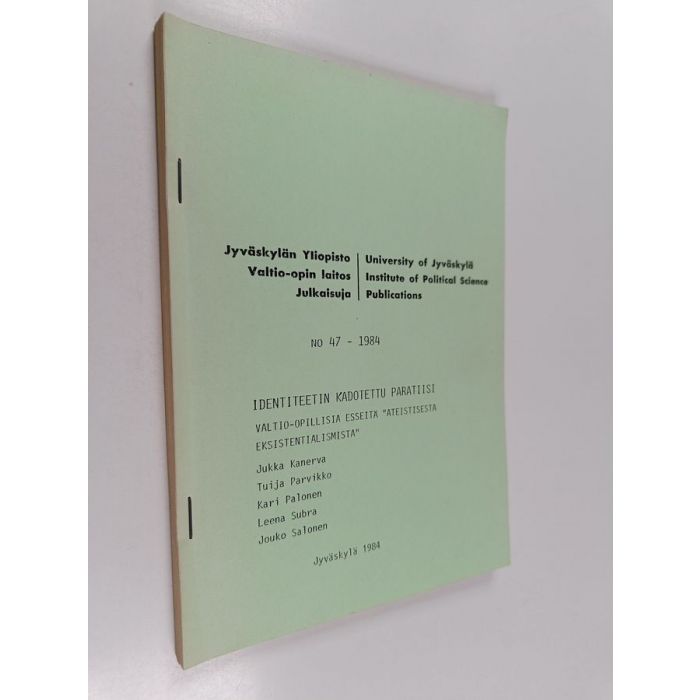 Jyväskylän Yliopisto
Valtio-opin laitos
Julkaisuja
University of Jyväskylä
Institute of Political Science
Publications
NO 47 - 1984
IDENTITEETIN KADOTETTU PARATIISI
VALTIO-OPILLISIA ESSEITÄ "ATEISTISESTA
EKSISTENTIALISMISTA"
Jukka Kanerva
Tuija Parvikko
Kari Palonen
Leena Subra
Jouko Salonen
Jyväskylä 1984